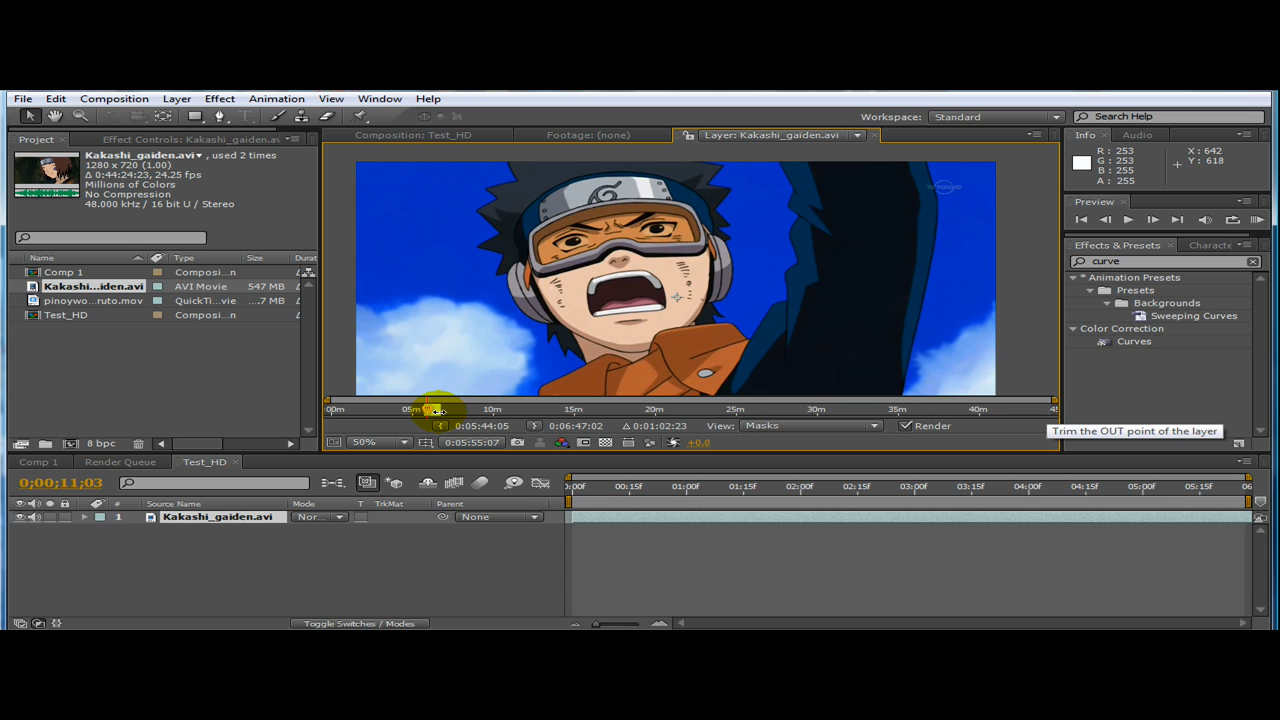 File Edit Composition Layer Effect Animation View Window Help
Workspace: Standard Search Help
Project Effect Controls: Kakashi_gaiden.av
Composition: Test_HD Footage: (none) Layer: Kakashi_gaiden.avi
Info Audio
Kakashi_gaiden.avi , used 2 times
1280 x 720 (1.00)
Δ 0:44:24:23, 24.25 fps
Millions of Colors
No Compression
48.000 kHz / 16 bit U / Stereo
R : 253
G : 253
B : 255
A : 255
X : 642
Y : 618
Preview
Effects & Presets Characte
curve
Animation Presets
Presets
Backgrounds
Sweeping Curves
Color Correction
Curves
Name Type Size Durat
Comp 1 Composi...n
Kakashi...iden.avi AVI Movie 547 MB
pinoywo...ruto.mov QuickTi...vie ...7 MB
Test_HD Composi...n
8 bpc
:00m 05m 10m 15m 20m 25m 30m 35m 40m 45
0:05:44:05 0:06:47:02 Δ 0:01:02:23 View: Masks Render
50% 0:05:55:07 +0.0
Trim the OUT point of the layer
Comp 1 Render Queue Test_HD
0;00;11;03
:00f 00:15f 01:00f 01:15f 02:00f 02:15f 03:00f 03:15f 04:00f 04:15f 05:00f 05:15f 06
Source Name Mode T TrkMat Parent
1 Kakashi_gaiden.avi Nor... None
Toggle Switches / Modes